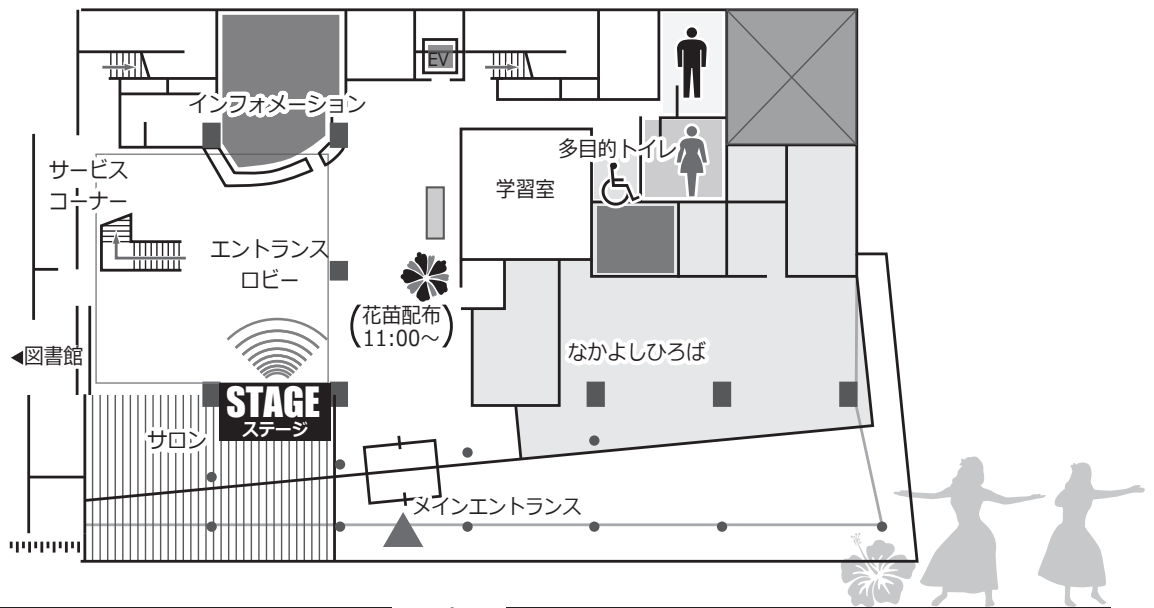 EV
インフォメーション
多目的トイレ
サービス
コーナー
学習室
エントランス
ロビー
(花苗配布
11:00～)
なかよしひろば
◀図書館
STAGE
ステージ
サロン
メインエントランス